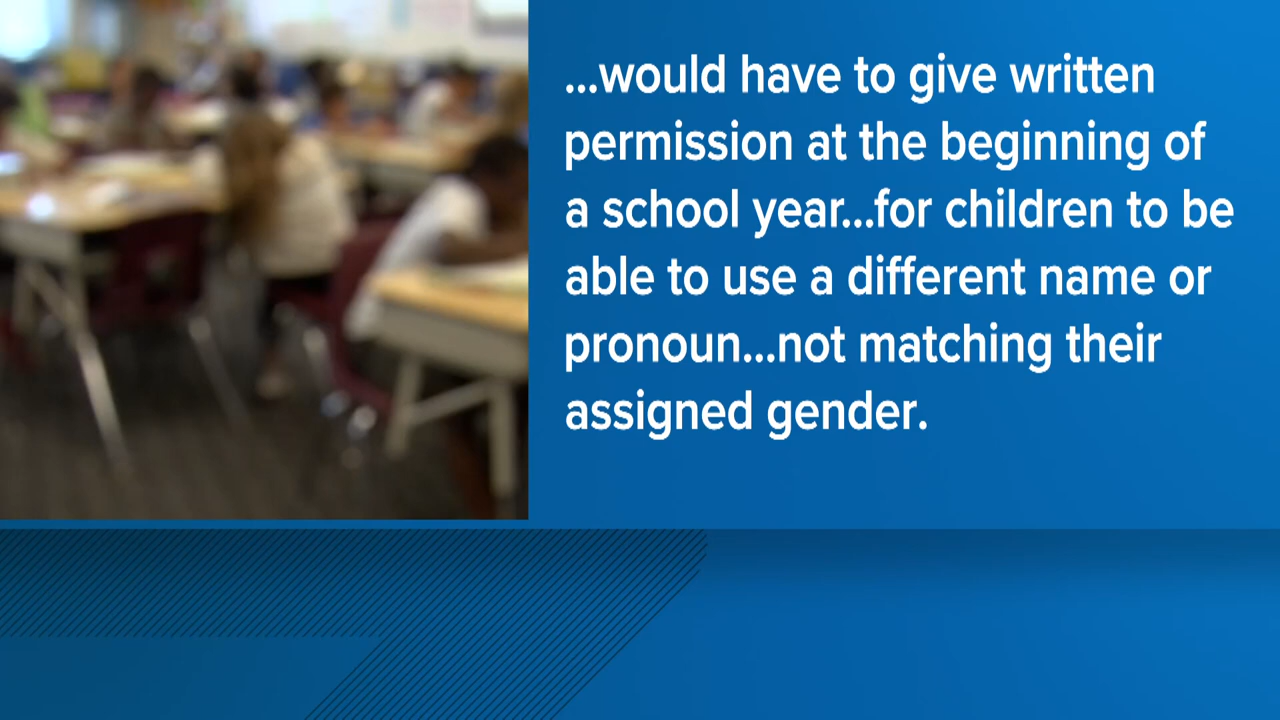 ...would have to give written
permission at the beginning of
a school year...for children to be
able to use a different name or
pronoun...not matching their
assigned gender.